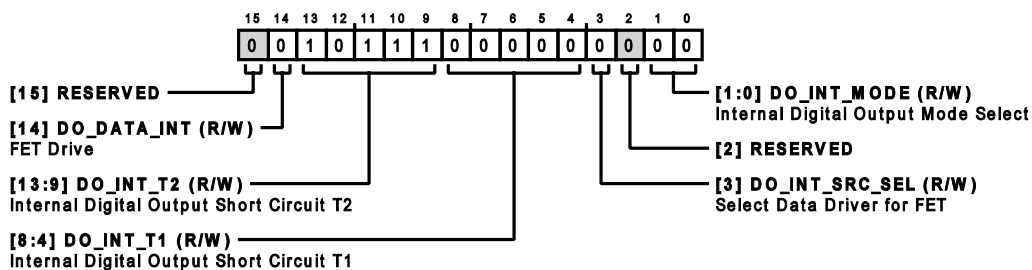 15 14 13 12 11 10 9 8 7 6 5 4 3 2 1 0
0 0 1 0 1 1 1 0 0 0 0 0 0 0 0 0
[15] RESERVED
[14] DO_DATA_INT (R/W)
FET Drive
[13:9] DO_INT_T2 (R/W)
Internal Digital Output Short Circuit T2
[8:4] DO_INT_T1 (R/W)
Internal Digital Output Short Circuit T1
[1:0] DO_INT_MODE (R/W)
Internal Digital Output Mode Select
[2] RESERVED
[3] DO_INT_SRC_SEL (R/W)
Select Data Driver for FET